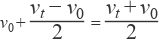 v₀ + (vₜ − v₀)/2 = (vₜ + v₀)/2